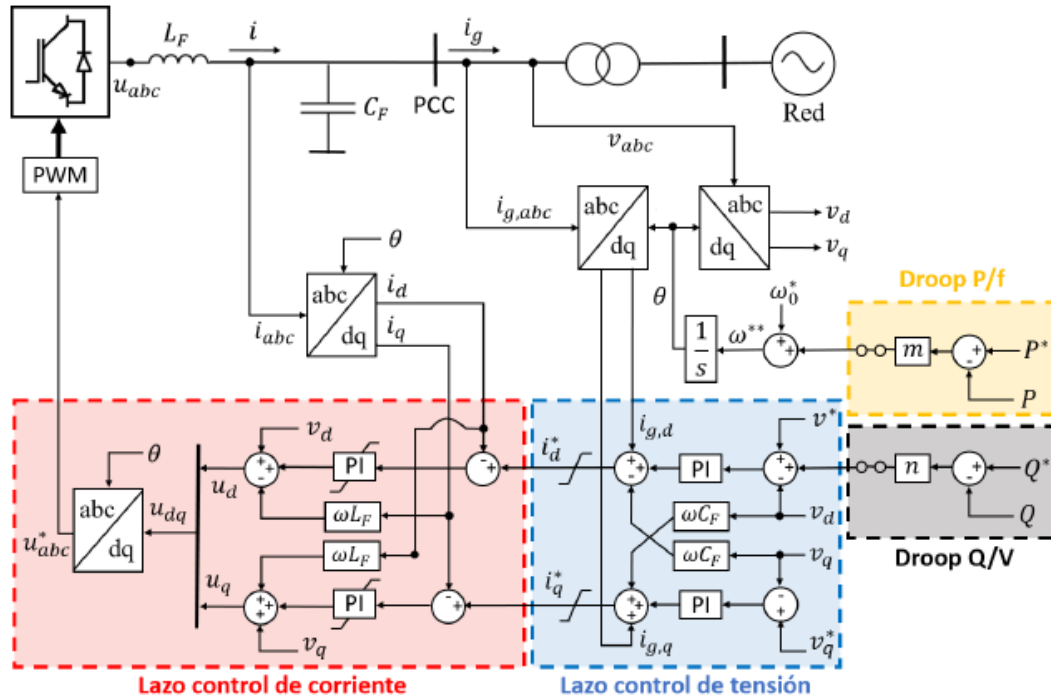 L_F
i
i_g
u_abc
C_F
PCC
Red
PWM
v_abc
i_g,abc
abc
dq
abc
dq
v_d
v_q
θ
abc
dq
i_d
i_q
i_abc
θ
1
s
ω**
ω_0*
+
+
Droop P/f
m
+
-
P*
P
i_g,d
v*
v_d
+
+
-
PI
-
+
i_d*
+
+
-
PI
+
+
-
n
+
-
Q*
Q
θ
u_d
ωL_F
ωC_F
v_d
abc
dq
u_dq
ωL_F
ωC_F
v_q
Droop Q/V
u_abc*
u_q
+
+
+
PI
-
+
i_q*
+
+
+
PI
-
+
v_q
i_g,q
v_q*
Lazo control de corriente
Lazo control de tensión